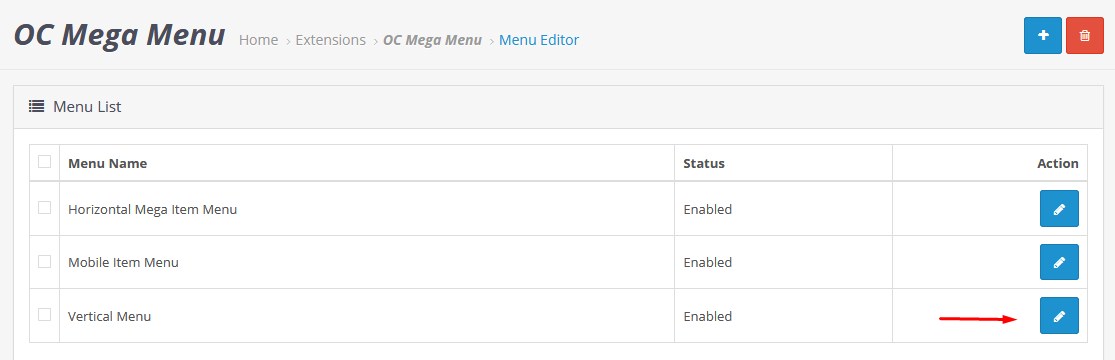 OC Mega Menu Home › Extensions › OC Mega Menu › Menu Editor
Menu List
Menu Name Status Action
Horizontal Mega Item Menu Enabled
Mobile Item Menu Enabled
Vertical Menu Enabled